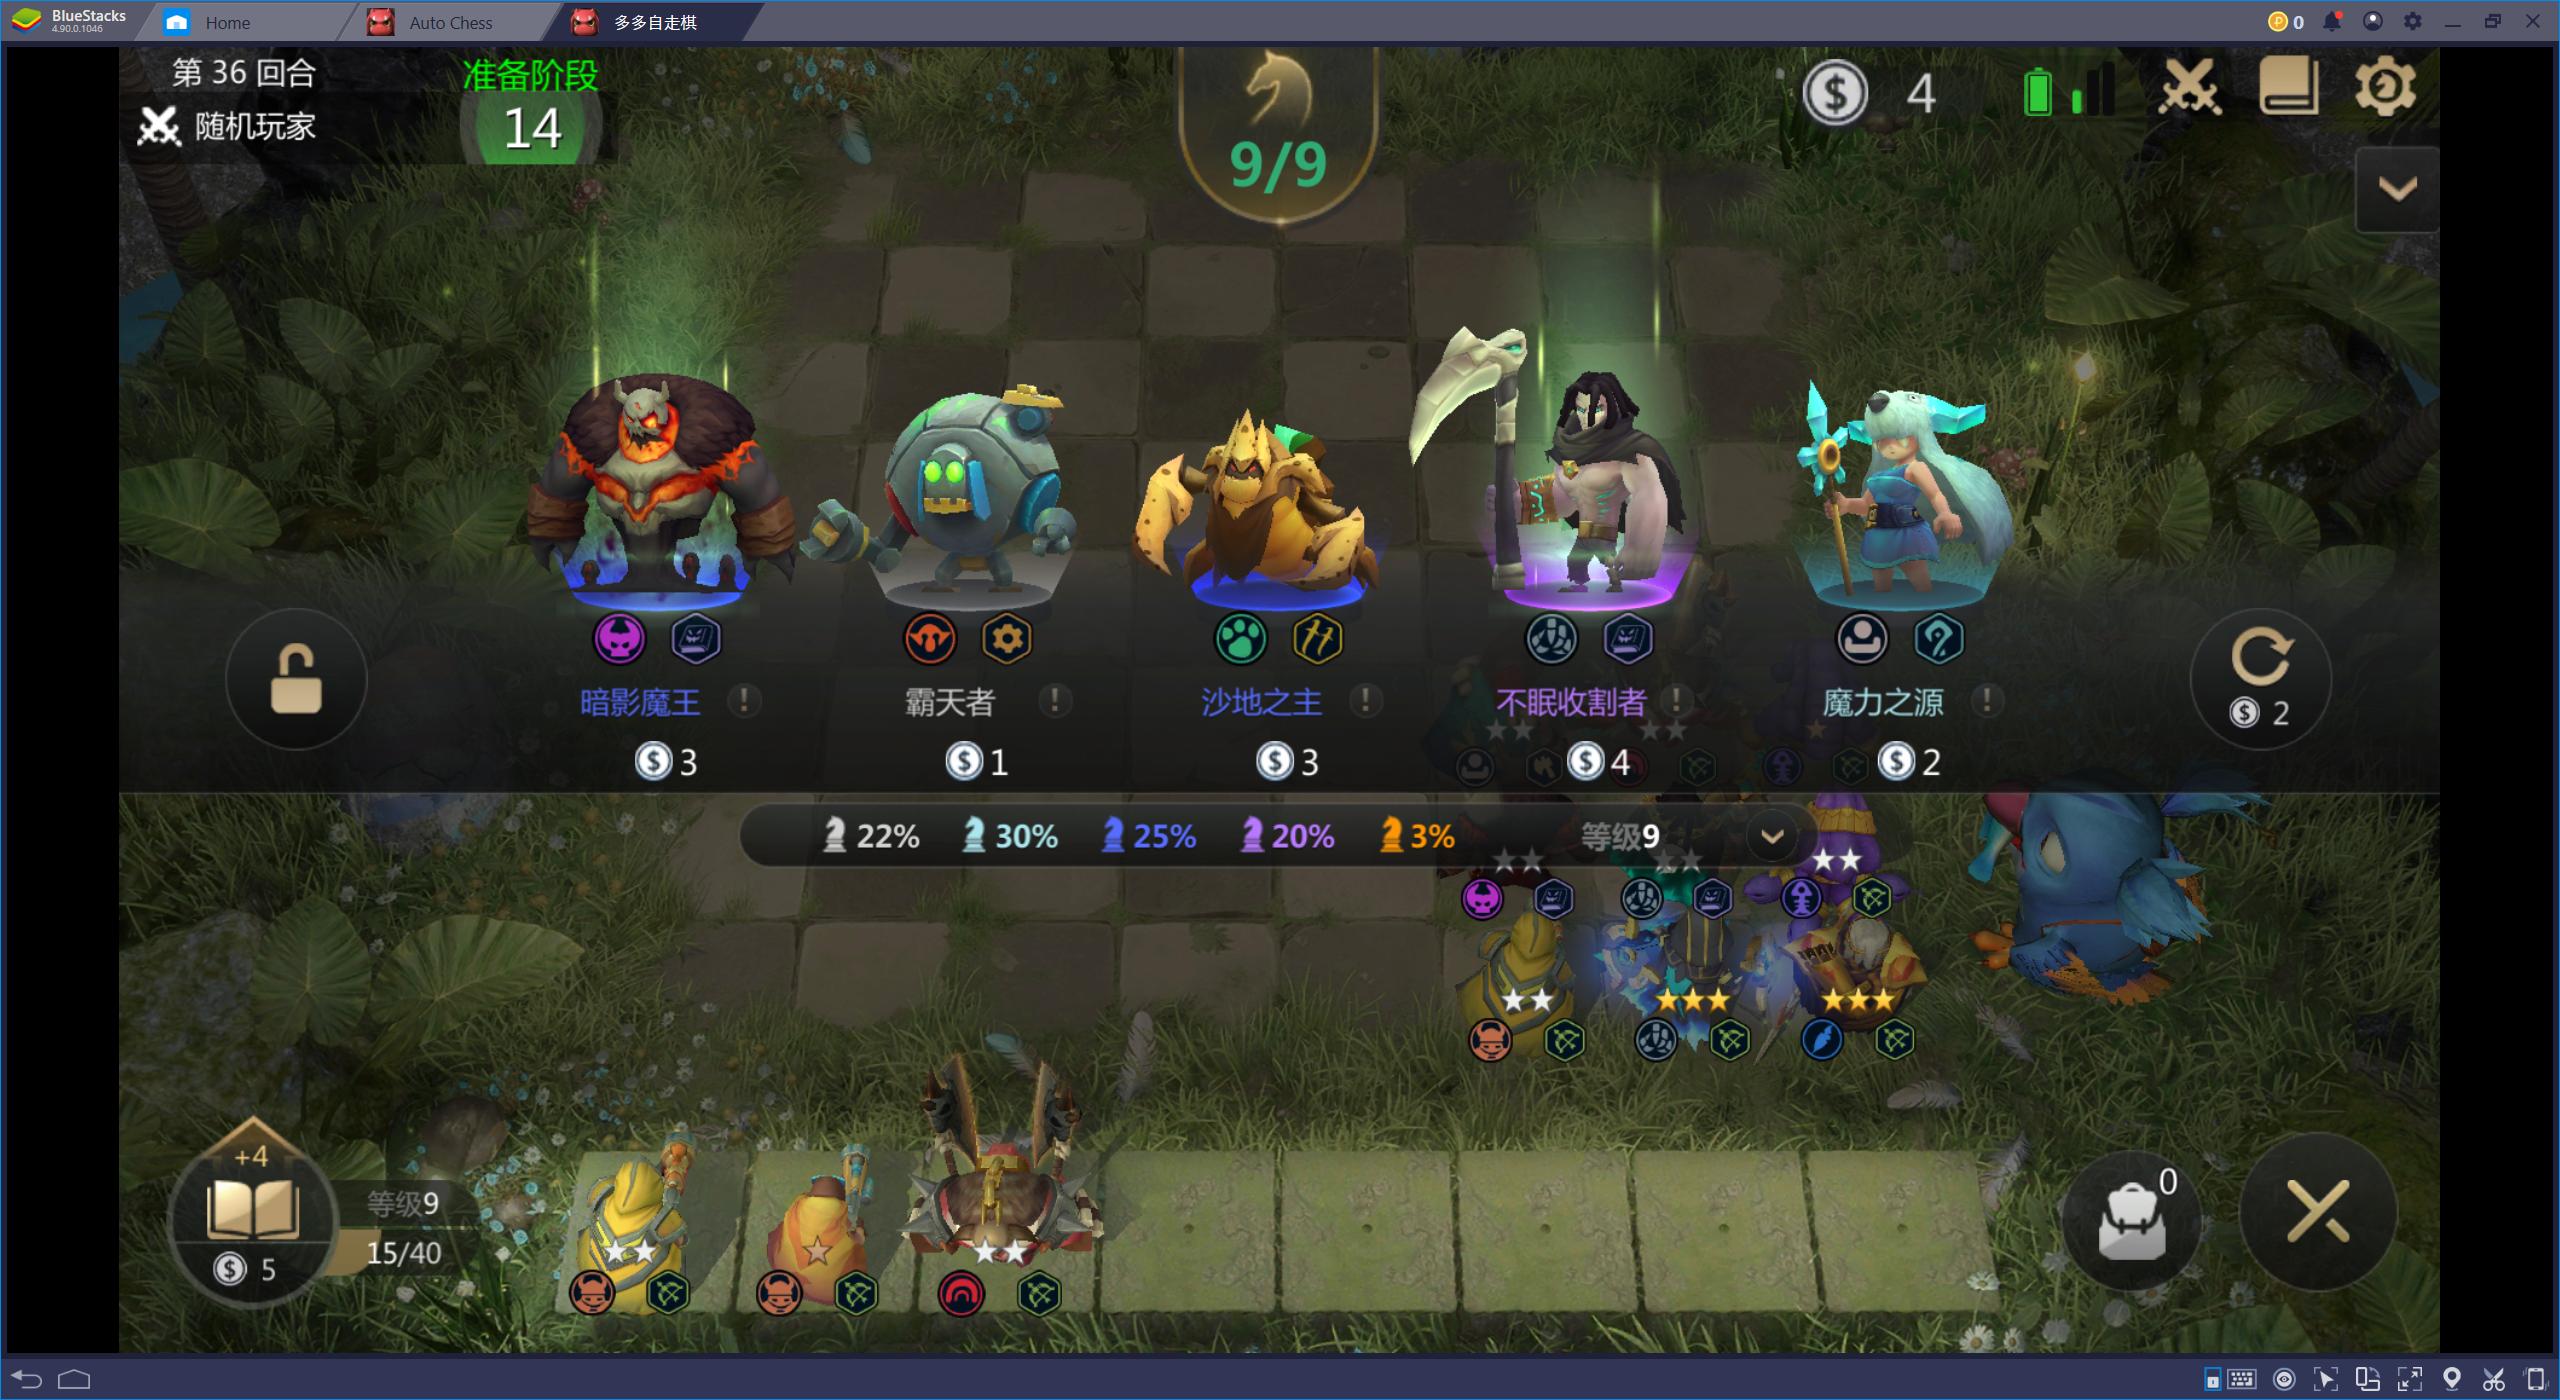 BlueStacks
4.90.0.1046
Home
Auto Chess
多多自走棋
0
第 36 回合
准备阶段
14
随机玩家
9/9
4
暗影魔王
霸天者
沙地之主
不眠收割者
魔力之源
3
1
3
4
2
2
22%
30%
25%
20%
3%
等级9
+4
等级9
15/40
5
0